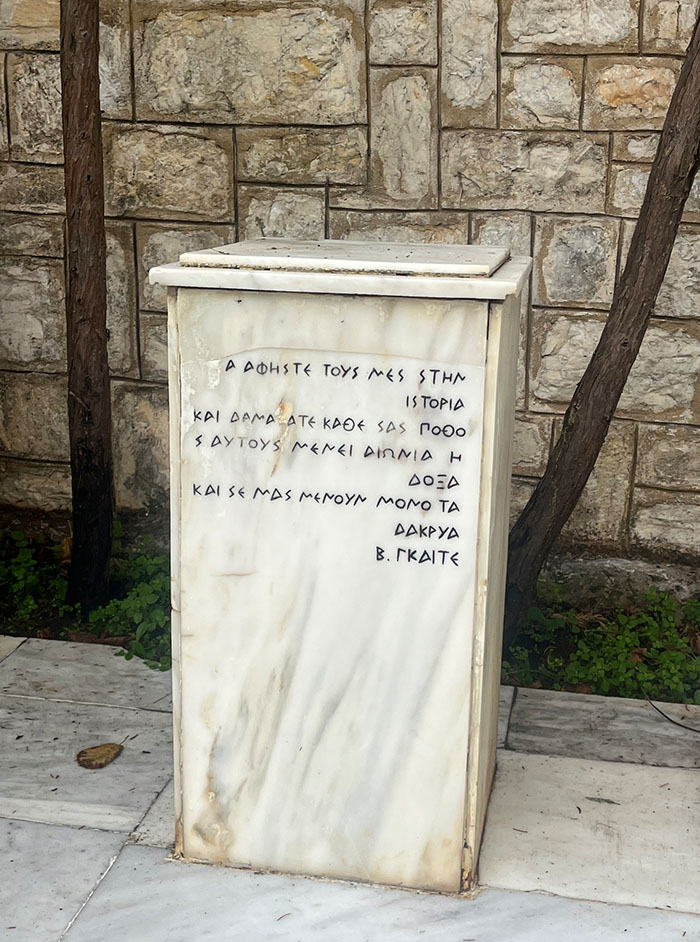 Α ΑΦΗΣΤΕ ΤΟΥΣ ΜΕΣ ΣΤΗΝ
ΙΣΤΟΡΙΑ
ΚΑΙ ΚΑΘΕ ΣΑΣ ΠΟΘΟ
Σ ΑΥΤΟΥΣ ΜΕΝΕΙ ΑΙΩΝΙΑ Η
ΔΟΞΑ
ΚΑΙ ΣΕ ΜΑΣ ΜΕΝΟΥΝ ΜΟΝΟ ΤΑ
ΔΑΚΡΥΑ
Β. ΓΚΑΙΤΕ